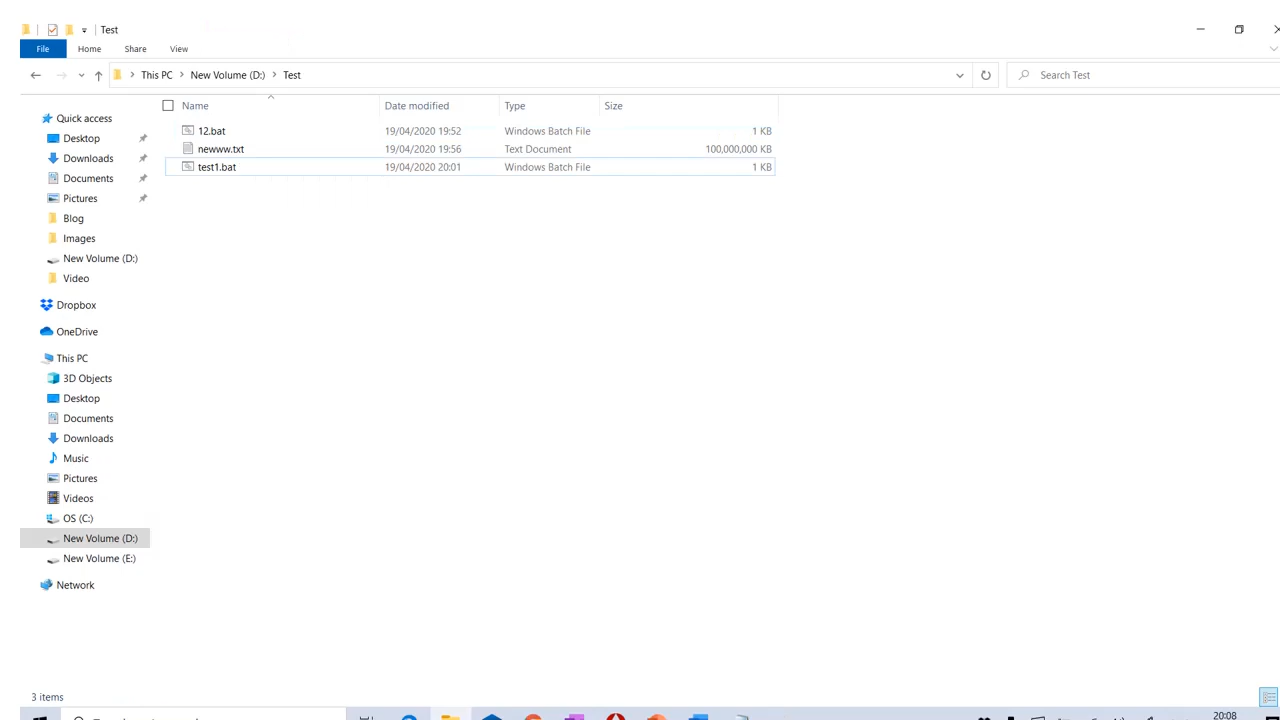 Test
File Home Share View
This PC New Volume (D:) Test Search Test
Name Date modified Type Size
12.bat 19/04/2020 19:52 Windows Batch File 1 KB
newww.txt 19/04/2020 19:56 Text Document 100,000,000 KB
test1.bat 19/04/2020 20:01 Windows Batch File 1 KB
Quick access
Desktop
Downloads
Documents
Pictures
Blog
Images
New Volume (D:)
Video
Dropbox
OneDrive
This PC
3D Objects
Desktop
Documents
Downloads
Music
Pictures
Videos
OS (C:)
New Volume (D:)
New Volume (E:)
Network
3 items
20:08